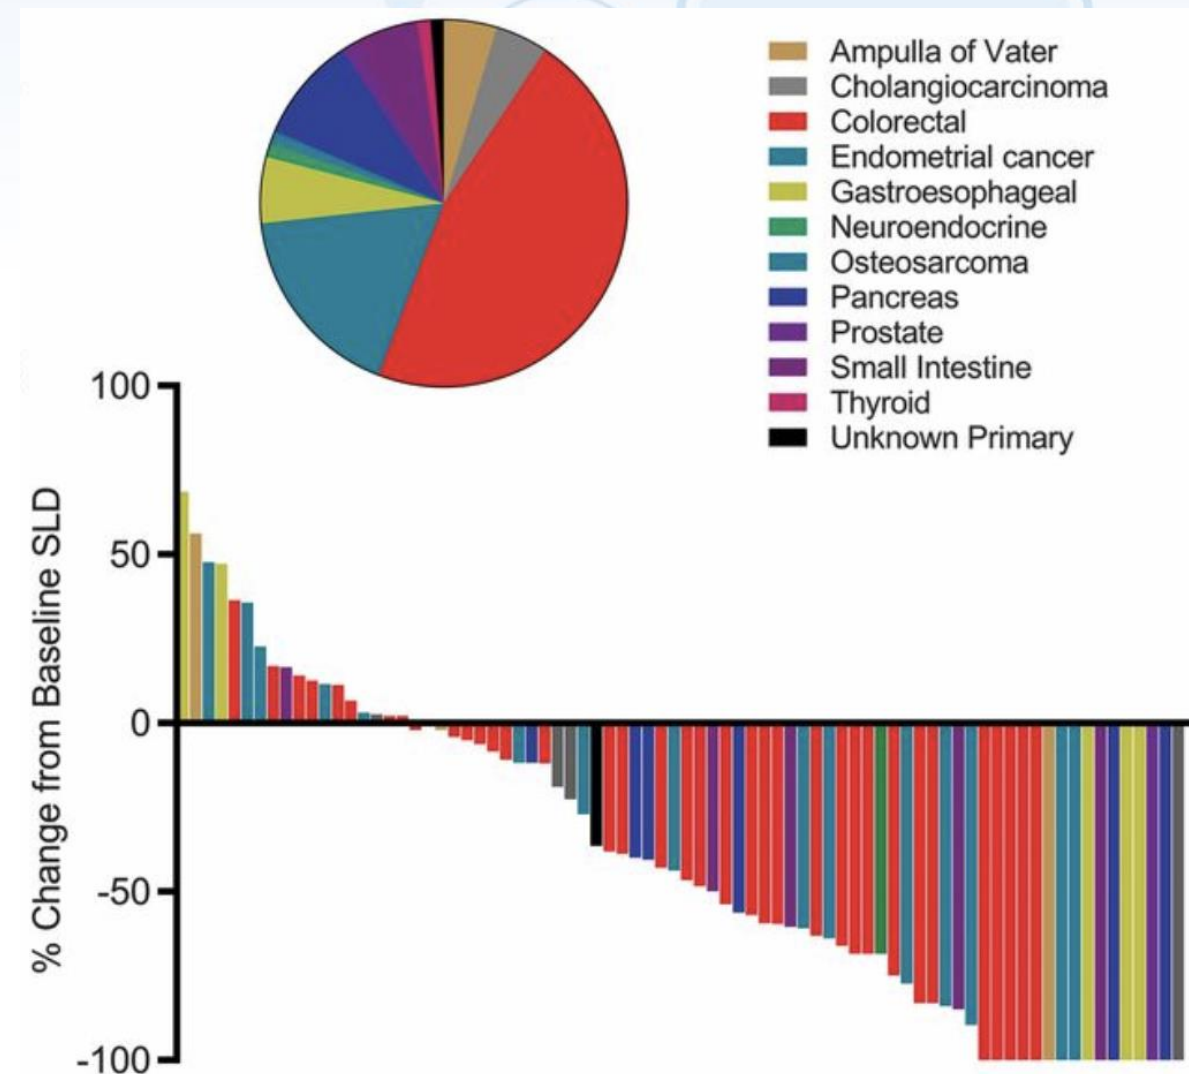 Ampulla of Vater
Cholangiocarcinoma
Colorectal
Endometrial cancer
Gastroesophageal
Neuroendocrine
Osteosarcoma
Pancreas
Prostate
Small Intestine
Thyroid
Unknown Primary
% Change from Baseline SLD
100
50
0
-50
-100